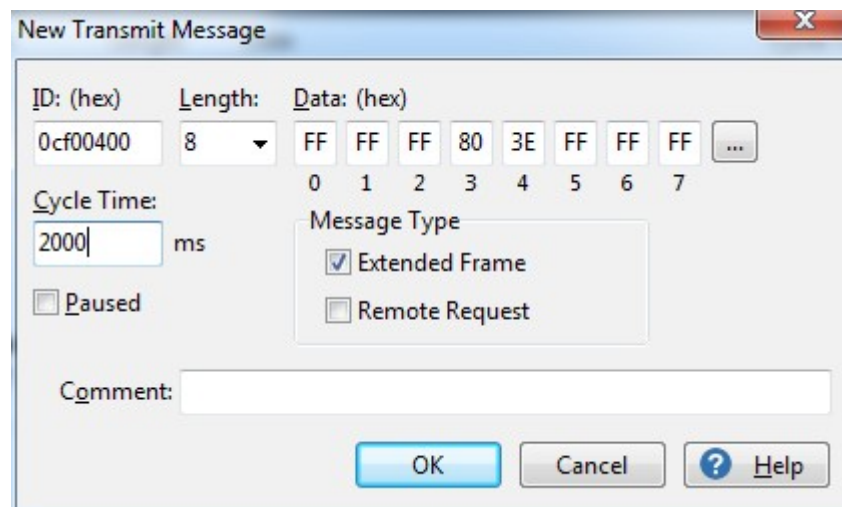 New Transmit Message
ID: (hex) Length: Data: (hex)
0cf00400 8 FF FF FF 80 3E FF FF FF ...
0 1 2 3 4 5 6 7
Cycle Time:
2000 ms
Message Type
Extended Frame
Paused
Remote Request
Comment:
OK Cancel ? Help